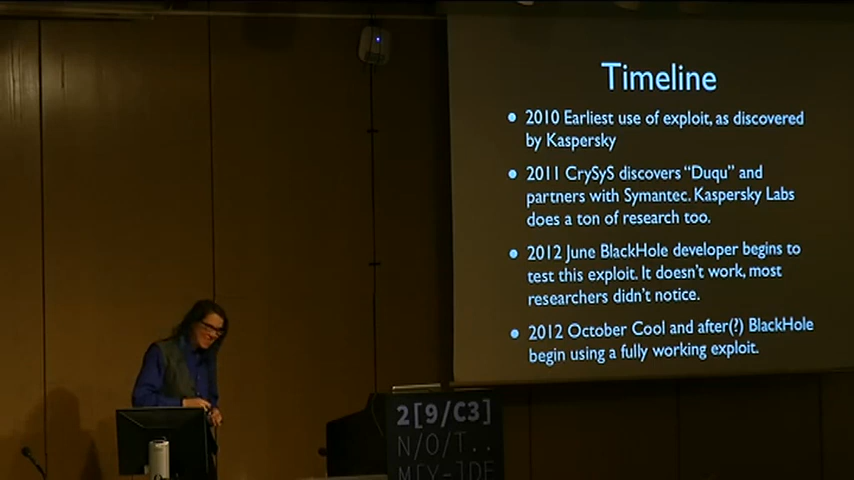 Timeline
• 2010 Earliest use of exploit, as discovered
by Kaspersky
• 2011 CrySyS discovers “Duqu” and
partners with Symantec. Kaspersky Labs
does a ton of research too.
• 2012 June BlackHole developer begins to
test this exploit. It doesn't work, most
researchers didn't notice.
• 2012 October Cool and after(?) BlackHole
begin using a fully working exploit.
2[9/C3]
N/O/T..
M[Y-]DE